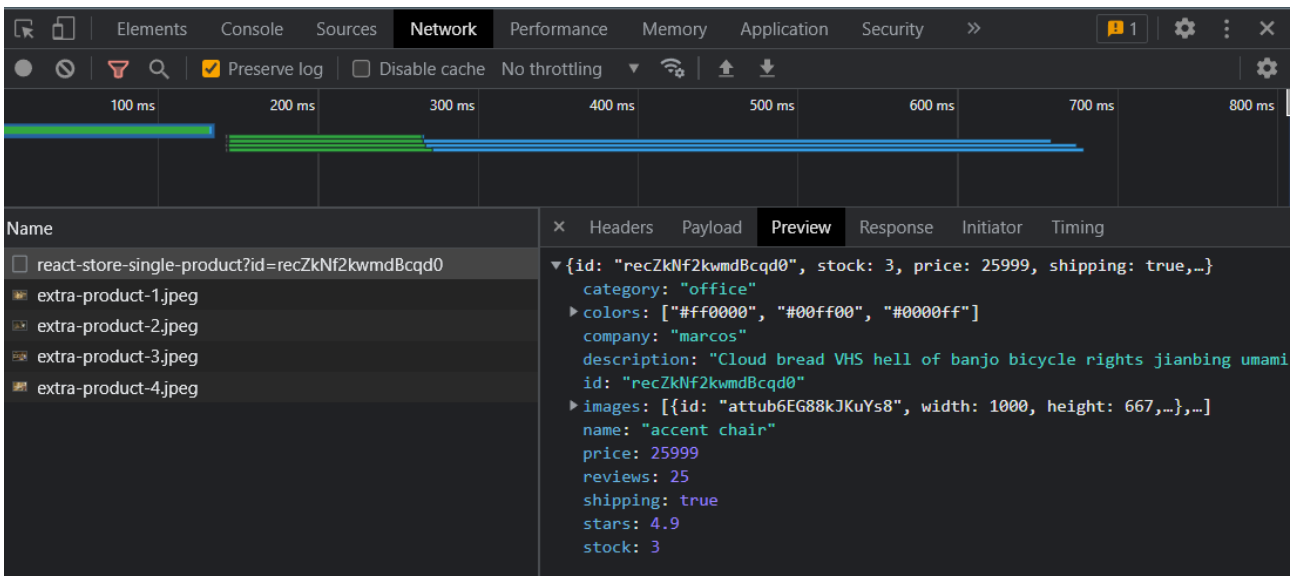 Elements Console Sources Network Performance Memory Application Security » 1
Preserve log Disable cache No throttling
100 ms 200 ms 300 ms 400 ms 500 ms 600 ms 700 ms 800 ms
Name
react-store-single-product?id=recZkNf2kwmdBcqd0
extra-product-1.jpeg
extra-product-2.jpeg
extra-product-3.jpeg
extra-product-4.jpeg
× Headers Payload Preview Response Initiator Timing
▼{id: "recZkNf2kwmdBcqd0", stock: 3, price: 25999, shipping: true,…}
category: "office"
▶colors: ["#ff0000", "#00ff00", "#0000ff"]
company: "marcos"
description: "Cloud bread VHS hell of banjo bicycle rights jianbing umami
id: "recZkNf2kwmdBcqd0"
▶images: [{id: "attub6EG88kJKuYs8", width: 1000, height: 667,…},…]
name: "accent chair"
price: 25999
reviews: 25
shipping: true
stars: 4.9
stock: 3